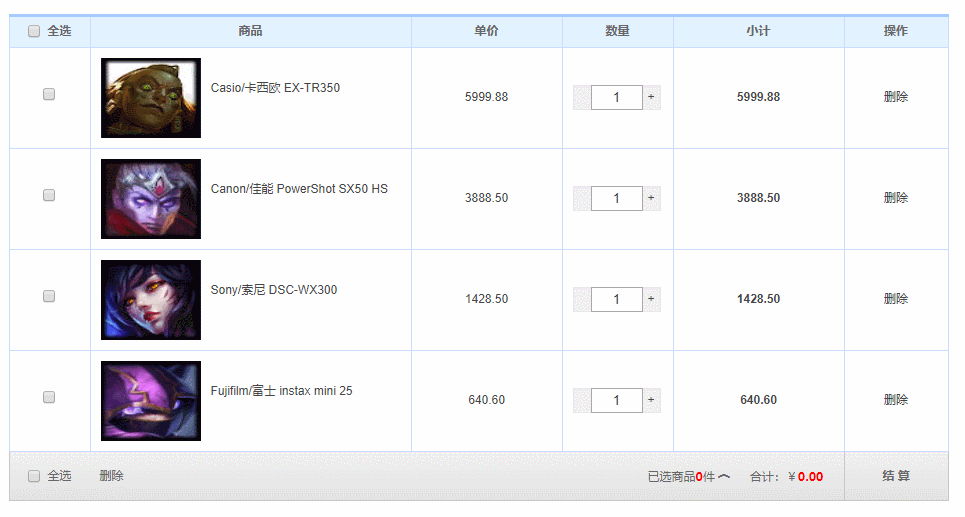 全选 商品 单价 数量 小计 操作
Casio/卡西欧 EX-TR350 5999.88 1 + 5999.88 删除
Canon/佳能 PowerShot SX50 HS 3888.50 1 + 3888.50 删除
Sony/索尼 DSC-WX300 1428.50 1 + 1428.50 删除
Fujifilm/富士 instax mini 25 640.60 1 + 640.60 删除
全选 删除 已选商品0件 合计：￥0.00 结 算